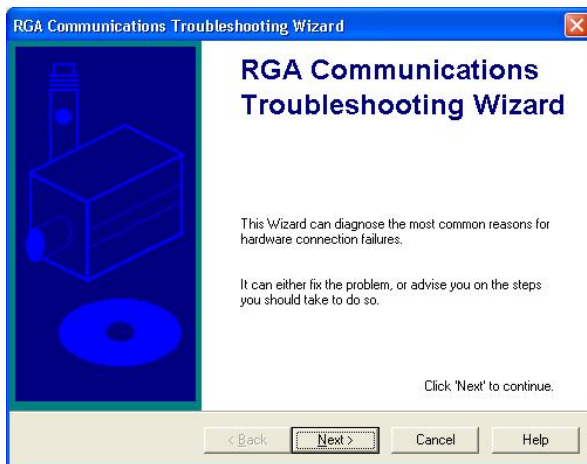 RGA Communications Troubleshooting Wizard
RGA Communications
Troubleshooting Wizard
This Wizard can diagnose the most common reasons for
hardware connection failures.
It can either fix the problem, or advise you on the steps
you should take to do so.
Click 'Next' to continue.
< Back Next > Cancel Help